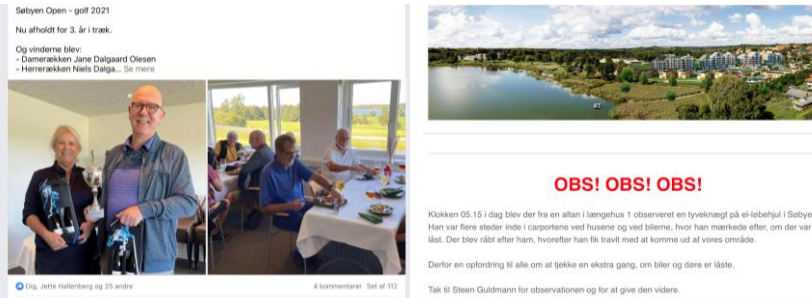 Søbyen Open - golf 2021
Nu afholdt for 3. år i træk.
Og vinderne blev:
- Damerækken Jane Dalgaard Olesen
- Herrerækken Niels Dalga... Se mere
Dig, Jette Hallenberg og 25 andre
4 kommentarer Set af 112
OBS! OBS! OBS!
Klokken 05.15 i dag blev der fra en altan i længehus 1 observeret en tyveknægt på el-løbehjul i Søbye
Han var flere steder inde i carportene ved husene og ved bilerne, hvor han mærkede efter, om der var
låst. Der blev råbt efter ham, hvorefter han fik travlt med at komme ud af vores område.
Derfor en opfordring til alle om at tjekke en ekstra gang, om biler og døre er låste.
Tak til Steen Guldmann for observationen og for at give den videre.